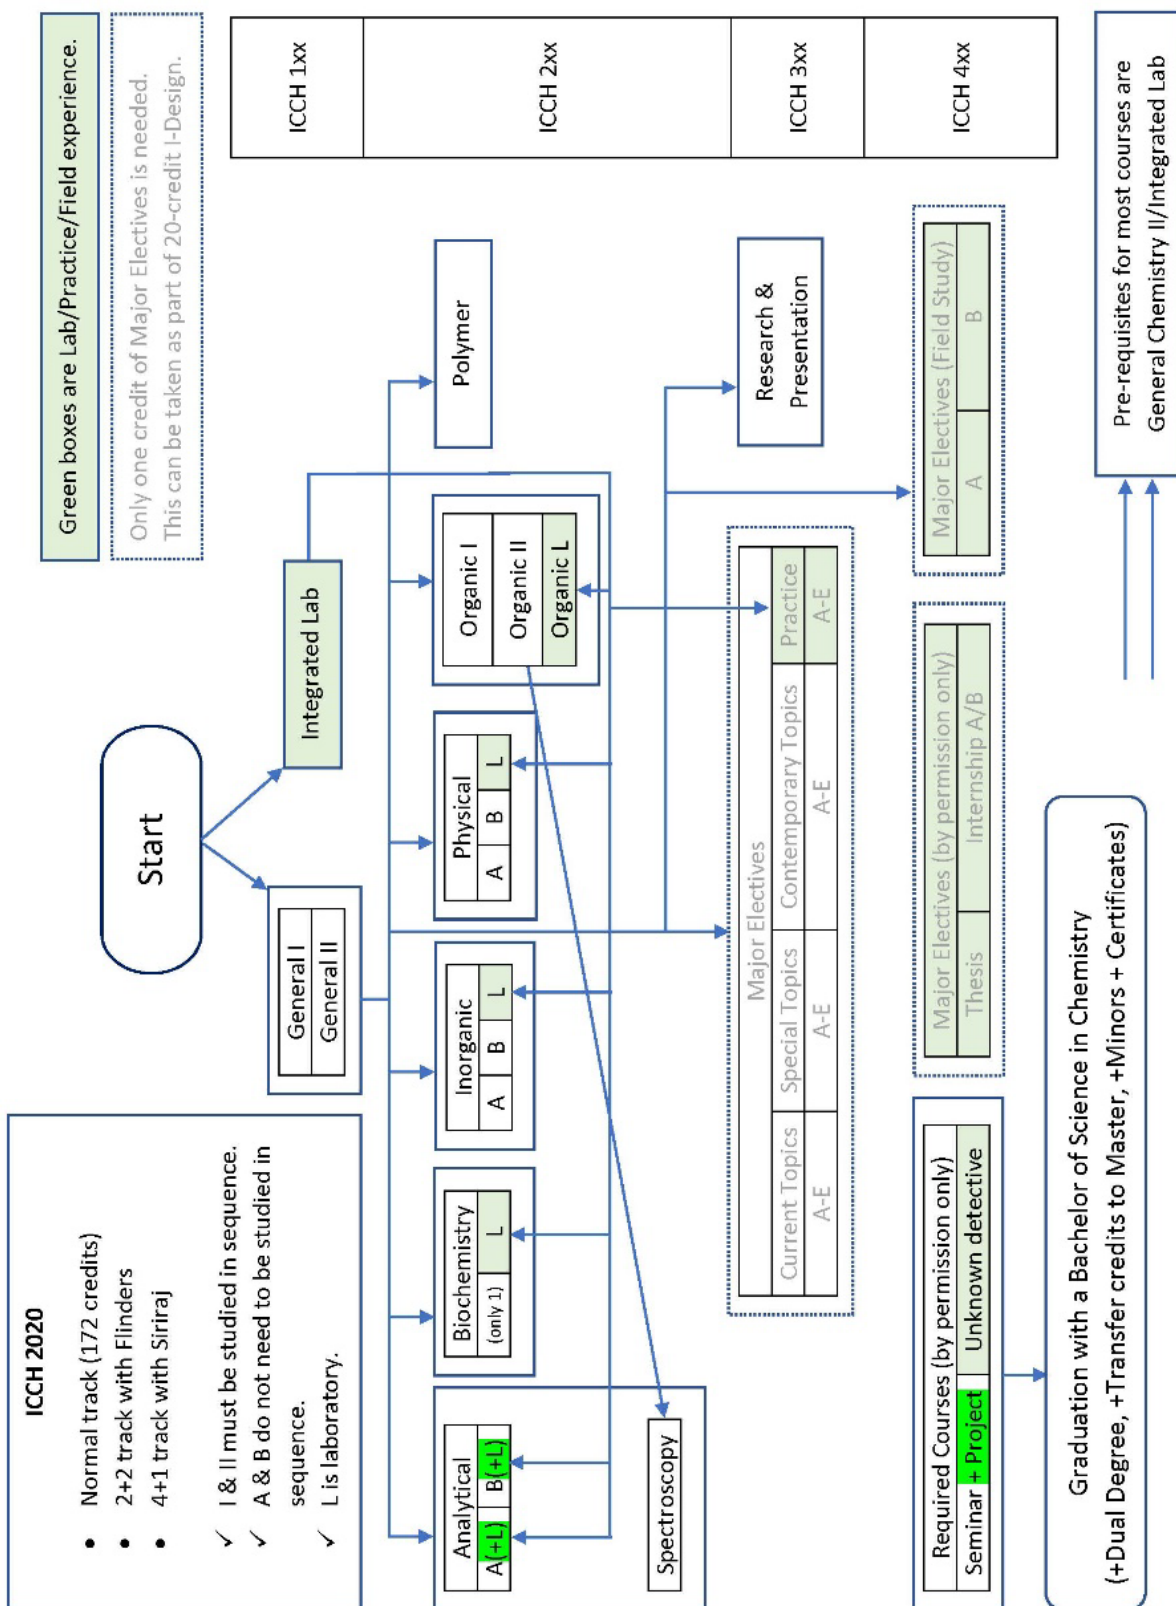 ICCH 2020
• Normal track (172 credits)
• 2+2 track with Flinders
• 4+1 track with Siriraj
✓ I & II must be studied in sequence.
✓ A & B do not need to be studied in
sequence.
✓ L is laboratory.
Start
Green boxes are Lab/Practice/Field experience.
Only one credit of Major Electives is needed.
This can be taken as part of 20-credit I-Design.
General I
General II
Integrated Lab
ICCH 1xx
Analytical
A(+L) B(+L)
Spectroscopy
Biochemistry
(only 1) L
Inorganic
A B L
Physical
A B L
Organic I
Organic II
Organic L
Polymer
ICCH 2xx
Major Electives
Current Topics Special Topics Contemporary Topics Practice
A-E A-E A-E A-E
Research &
Presentation
ICCH 3xx
Required Courses (by permission only)
Seminar + Project Unknown detective
Major Electives (by permission only)
Thesis Internship A/B
Major Electives (Field Study)
A B
ICCH 4xx
Graduation with a Bachelor of Science in Chemistry
(+Dual Degree, +Transfer credits to Master, +Minors + Certificates)
Pre-requisites for most courses are
General Chemistry II/Integrated Lab